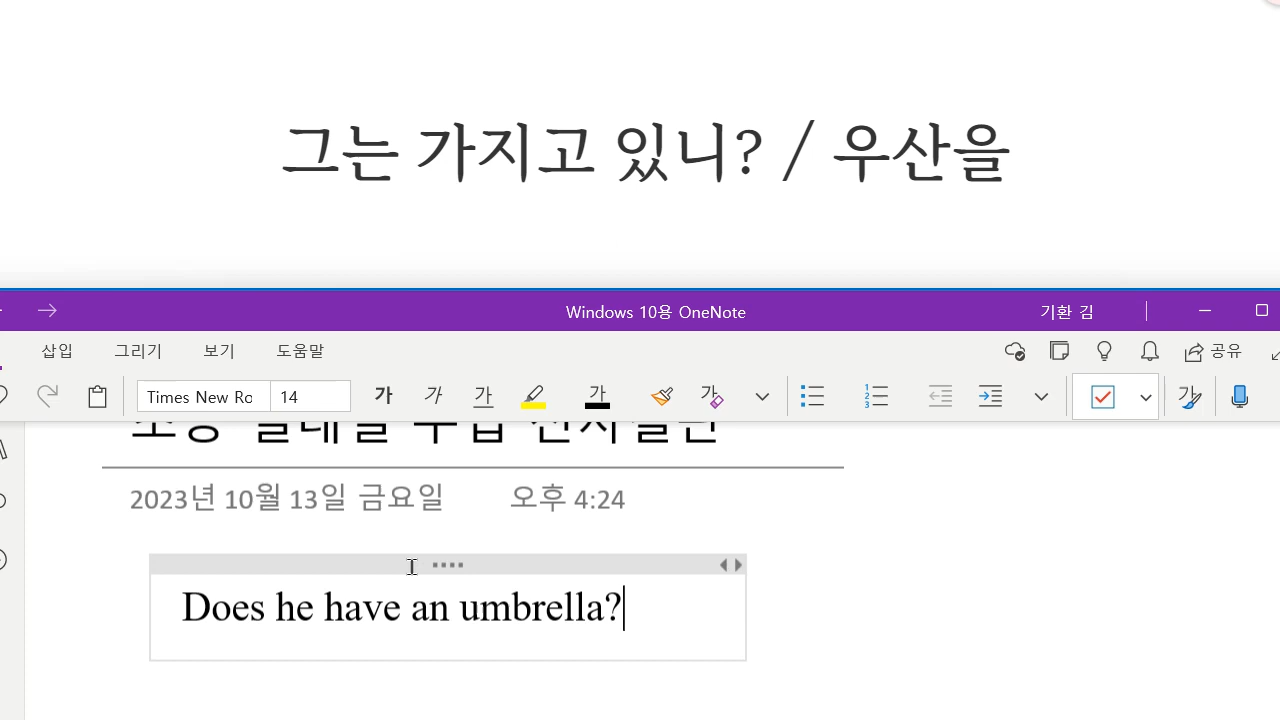 그는 가지고 있니? / 우산을
Windows 10용 OneNote
기환 김
삽입 그리기 보기 도움말
공유
Times New Ro 14 가 가 가 가 가 가
2023년 10월 13일 금요일 오후 4:24
Does he have an umbrella?